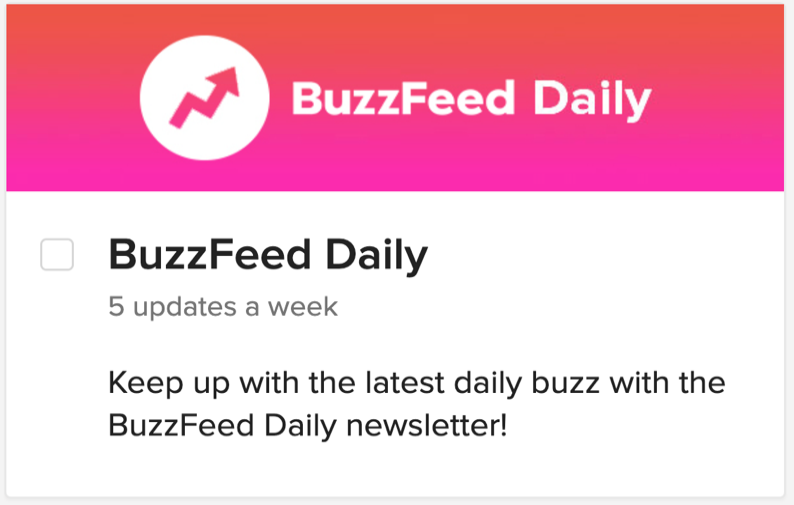 BuzzFeed Daily
BuzzFeed Daily
5 updates a week
Keep up with the latest daily buzz with the
BuzzFeed Daily newsletter!